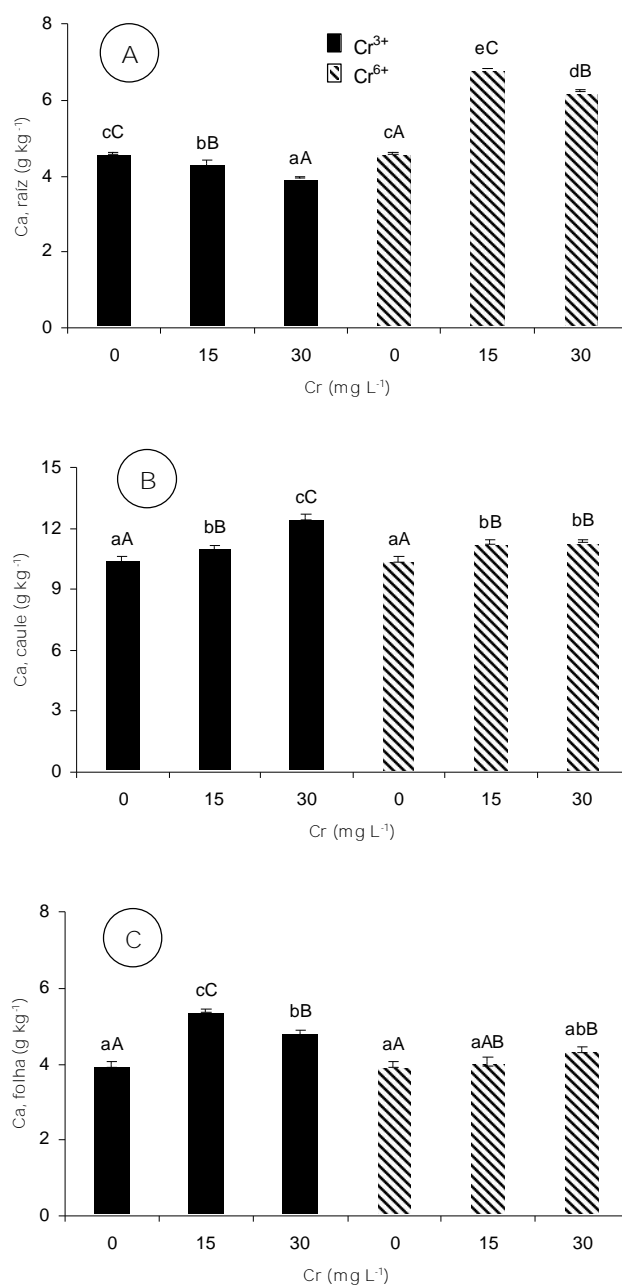 A
Cr³⁺
Cr⁶⁺
Ca, raíz (g kg⁻¹)
8
6
4
2
0
cC
bB
aA
cA
eC
dB
0 15 30 0 15 30
Cr (mg L⁻¹)
B
Ca, caule (g kg⁻¹)
15
12
9
6
3
0
aA
bB
cC
aA
bB
bB
0 15 30 0 15 30
Cr (mg L⁻¹)
C
Ca, folha (g kg⁻¹)
8
6
4
2
0
aA
cC
bB
aA
aAB
abB
0 15 30 0 15 30
Cr (mg L⁻¹)